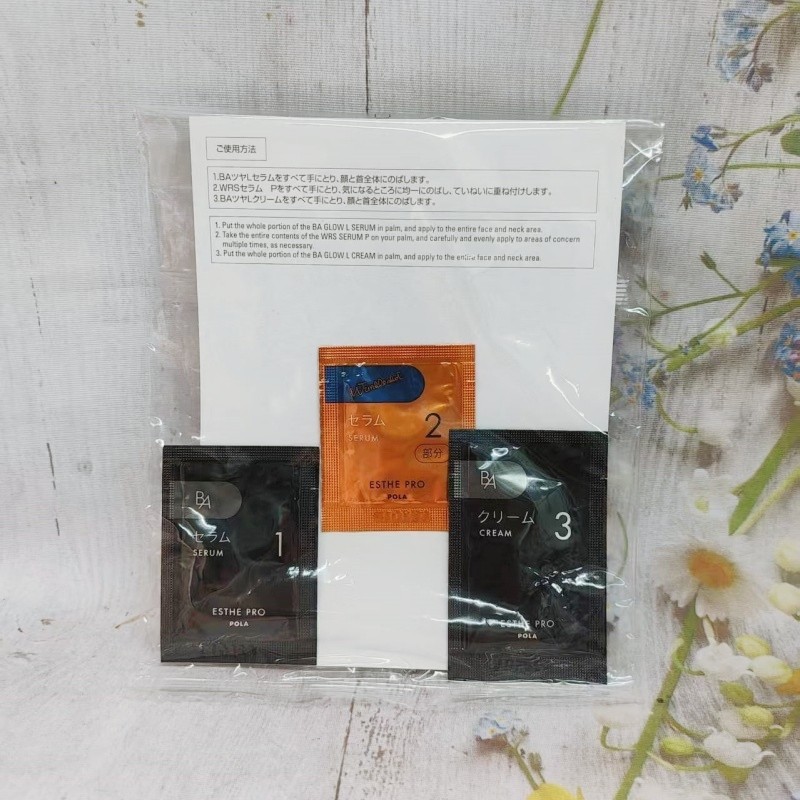 ご使用方法
1.BAツヤLセラムをすべて手にとり、顔と首全体にのばします。
2.WRSセラム Pをすべて手にとり、気になるところに均一にのばし、ていねいに重ね付けします。
3.BAツヤLクリームをすべて手にとり、顔と首全体にのばします。
1. Put the whole portion of the BA GLOW L SERUM in palm, and apply to the entire face and neck area.
2. Take the entire contents of the WRS SERUM P on your palm, and carefully and evenly apply to areas of concern
multiple times, as necessary.
3. Put the whole portion of the BA GLOW L CREAM in palm, and apply to the entire face and neck area.
セラム
SERUM
2
部分
ESTHE PRO
POLA
BA
セラム
SERUM
1
ESTHE PRO
POLA
BA
クリーム
CREAM
3
ESTHE PRO
POLA